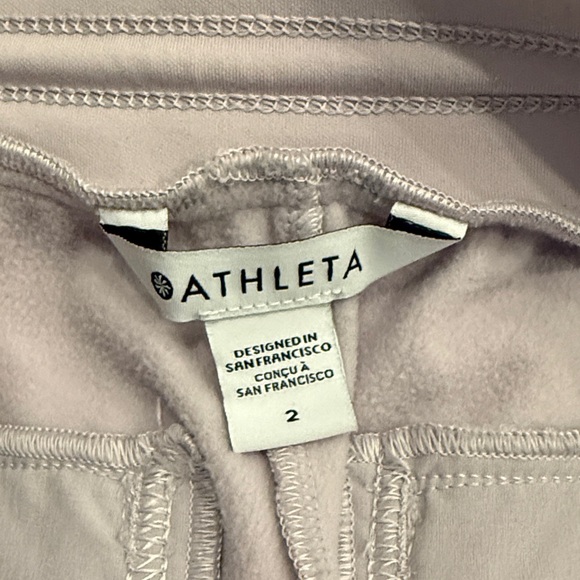 ATHLETA
DESIGNED IN
SAN FRANCISCO
CONÇU À
SAN FRANCISCO
2